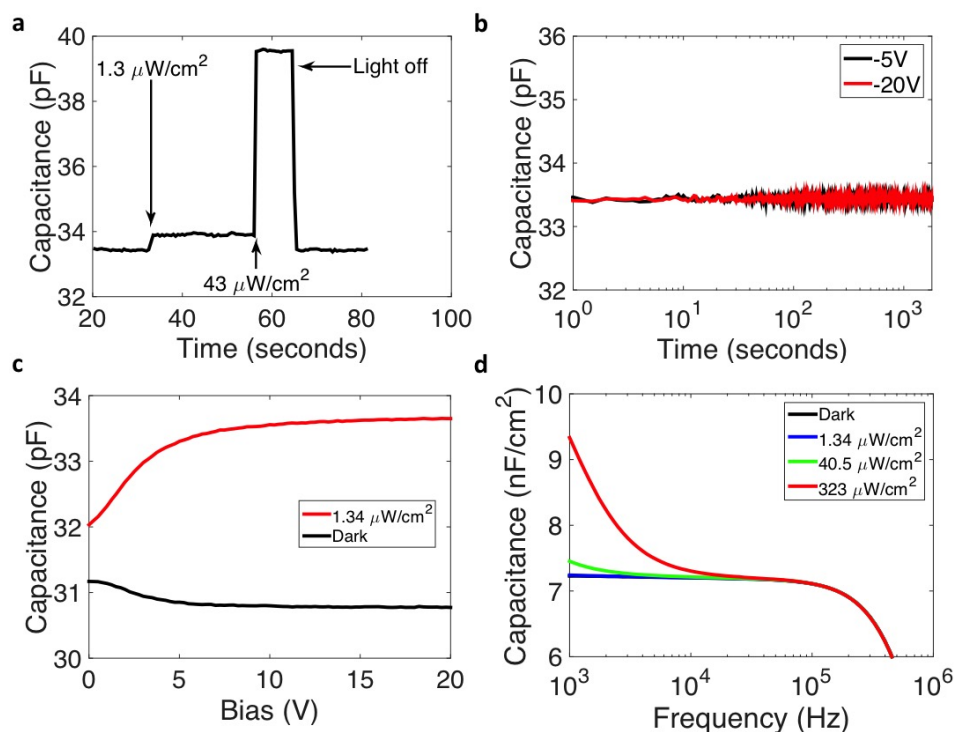 a
Capacitance (pF)
40
38
36
34
32
1.3 μW/cm²
Light off
43 μW/cm²
20
40
60
80
100
Time (seconds)
b
Capacitance (pF)
36
35
34
33
32
-5V
-20V
10⁰
10¹
10²
10³
Time (seconds)
c
Capacitance (pF)
34
33
32
31
30
1.34 μW/cm²
Dark
0
5
10
15
20
Bias (V)
d
Capacitance (nF/cm²)
10
9
8
7
6
Dark
1.34 μW/cm²
40.5 μW/cm²
323 μW/cm²
10³
10⁴
10⁵
10⁶
Frequency (Hz)